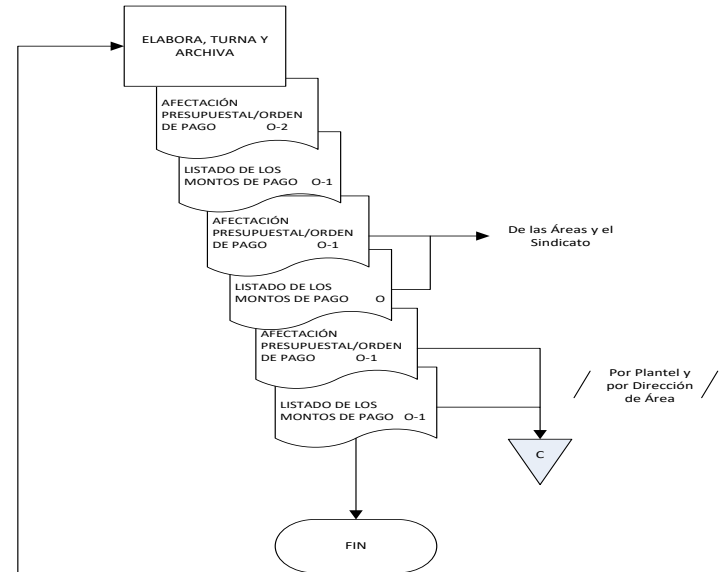 ELABORA, TURNA Y
ARCHIVA
AFECTACIÓN
PRESUPUESTAL/ORDEN
DE PAGO O-2
LISTADO DE LOS
MONTOS DE PAGO O-1
AFECTACIÓN
PRESUPUESTAL/ORDEN
DE PAGO O-1
De las Áreas y el
Sindicato
LISTADO DE LOS
MONTOS DE PAGO O
AFECTACIÓN
PRESUPUESTAL/ORDEN
DE PAGO O-1
/ Por Plantel y /
por Dirección
de Área
LISTADO DE LOS
MONTOS DE PAGO O-1
C
FIN